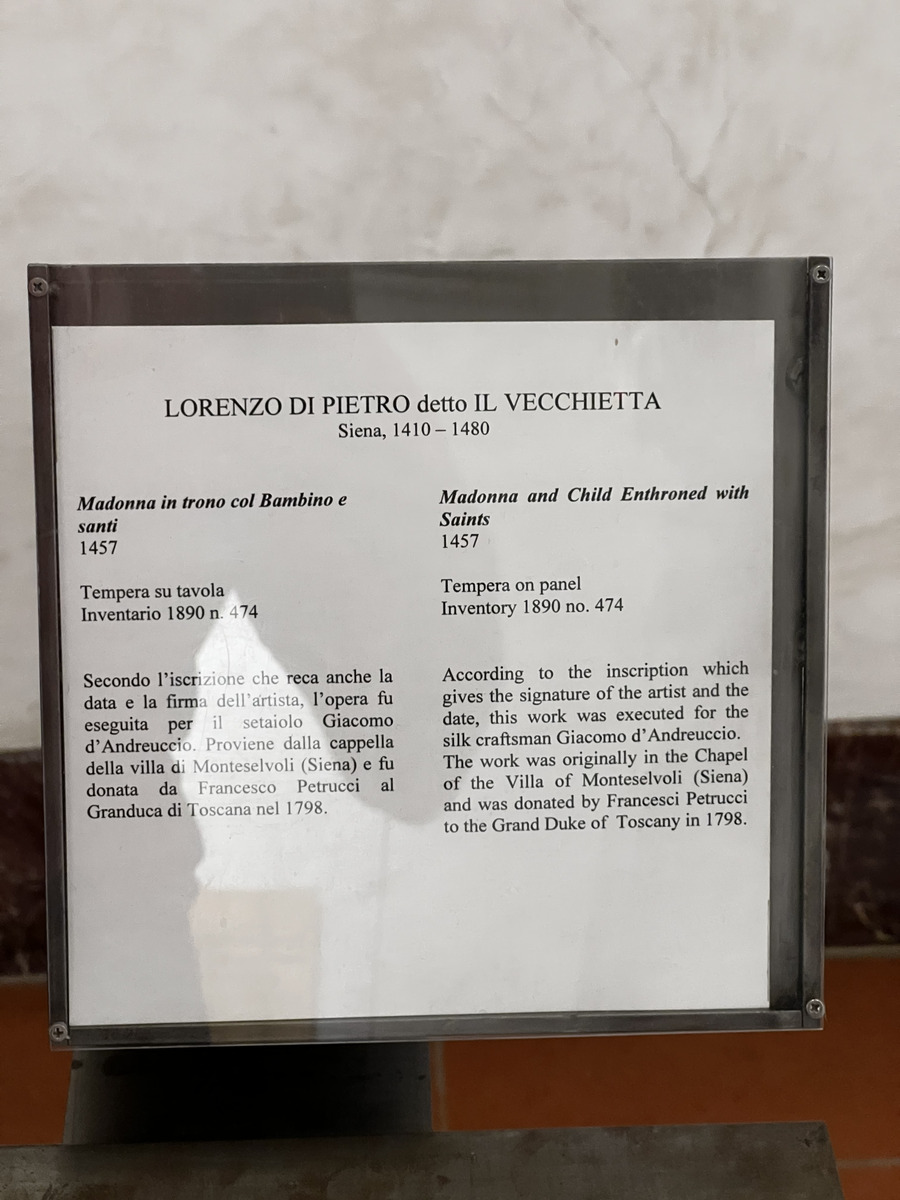 LORENZO DI PIETRO detto IL VECCHIETTA
Siena, 1410 – 1480
Madonna in trono col Bambino e
santi
1457
Tempera su tavola
Inventario 1890 n. 474
Secondo l'iscrizione che reca anche la
data e la firma dell'artista, l'opera fu
eseguita per il setaiolo Giacomo
d'Andreuccio. Proviene dalla cappella
della villa di Monteselvoli (Siena) e fu
donata da Francesco Petrucci al
Granduca di Toscana nel 1798.
Madonna and Child Enthroned with
Saints
1457
Tempera on panel
Inventory 1890 no. 474
According to the inscription which
gives the signature of the artist and the
date, this work was executed for the
silk craftsman Giacomo d'Andreuccio.
The work was originally in the Chapel
of the Villa of Monteselvoli (Siena)
and was donated by Francesci Petrucci
to the Grand Duke of Toscany in 1798.